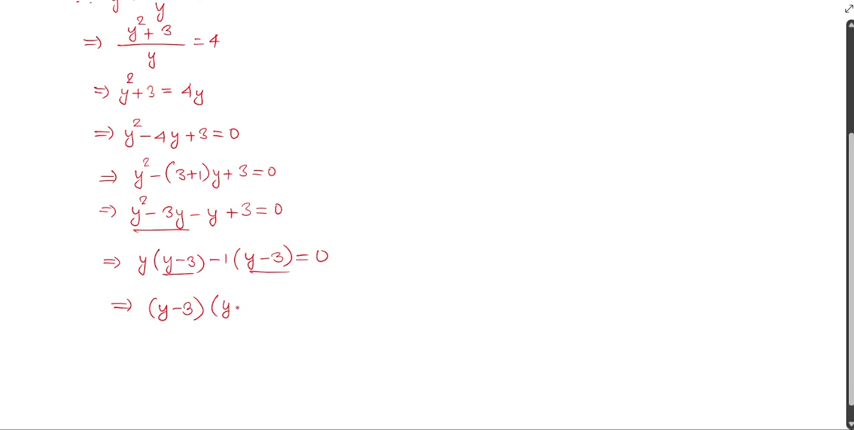 y
=) y² + 3 / y = 4
=) y² + 3 = 4y
=) y² - 4y + 3 = 0
=) y² - (3+1)y + 3 = 0
=) y² - 3y - y + 3 = 0
=) y(y-3) - 1(y-3) = 0
=) (y-3)(y.